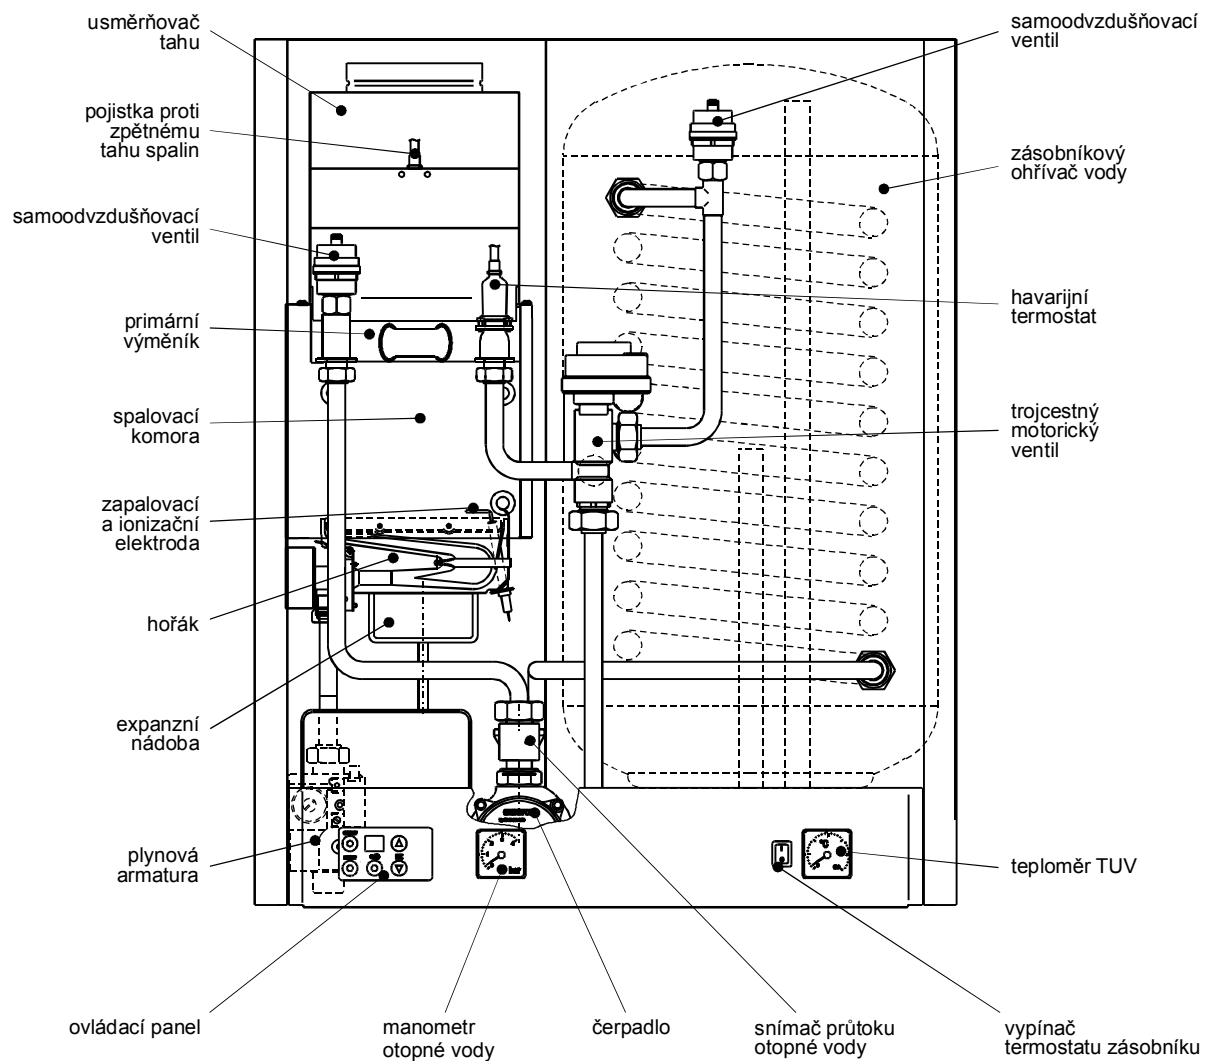 usměrňovač
tahu
samoodvzdušňovací
ventil
pojistka proti
zpětnému
tahu spalin
zásobníkový
ohřívač vody
samoodvzdušňovací
ventil
havarijní
termostat
primární
výměník
spalovací
komora
trojcestný
motorický
ventil
zapalovací
a ionizační
elektroda
hořák
expanzní
nádoba
plynová
armatura
bar
°C
teploměr TUV
ovládací panel
manometr
otopné vody
čerpadlo
snímač průtoku
otopné vody
vypínač
termostatu zásobníku